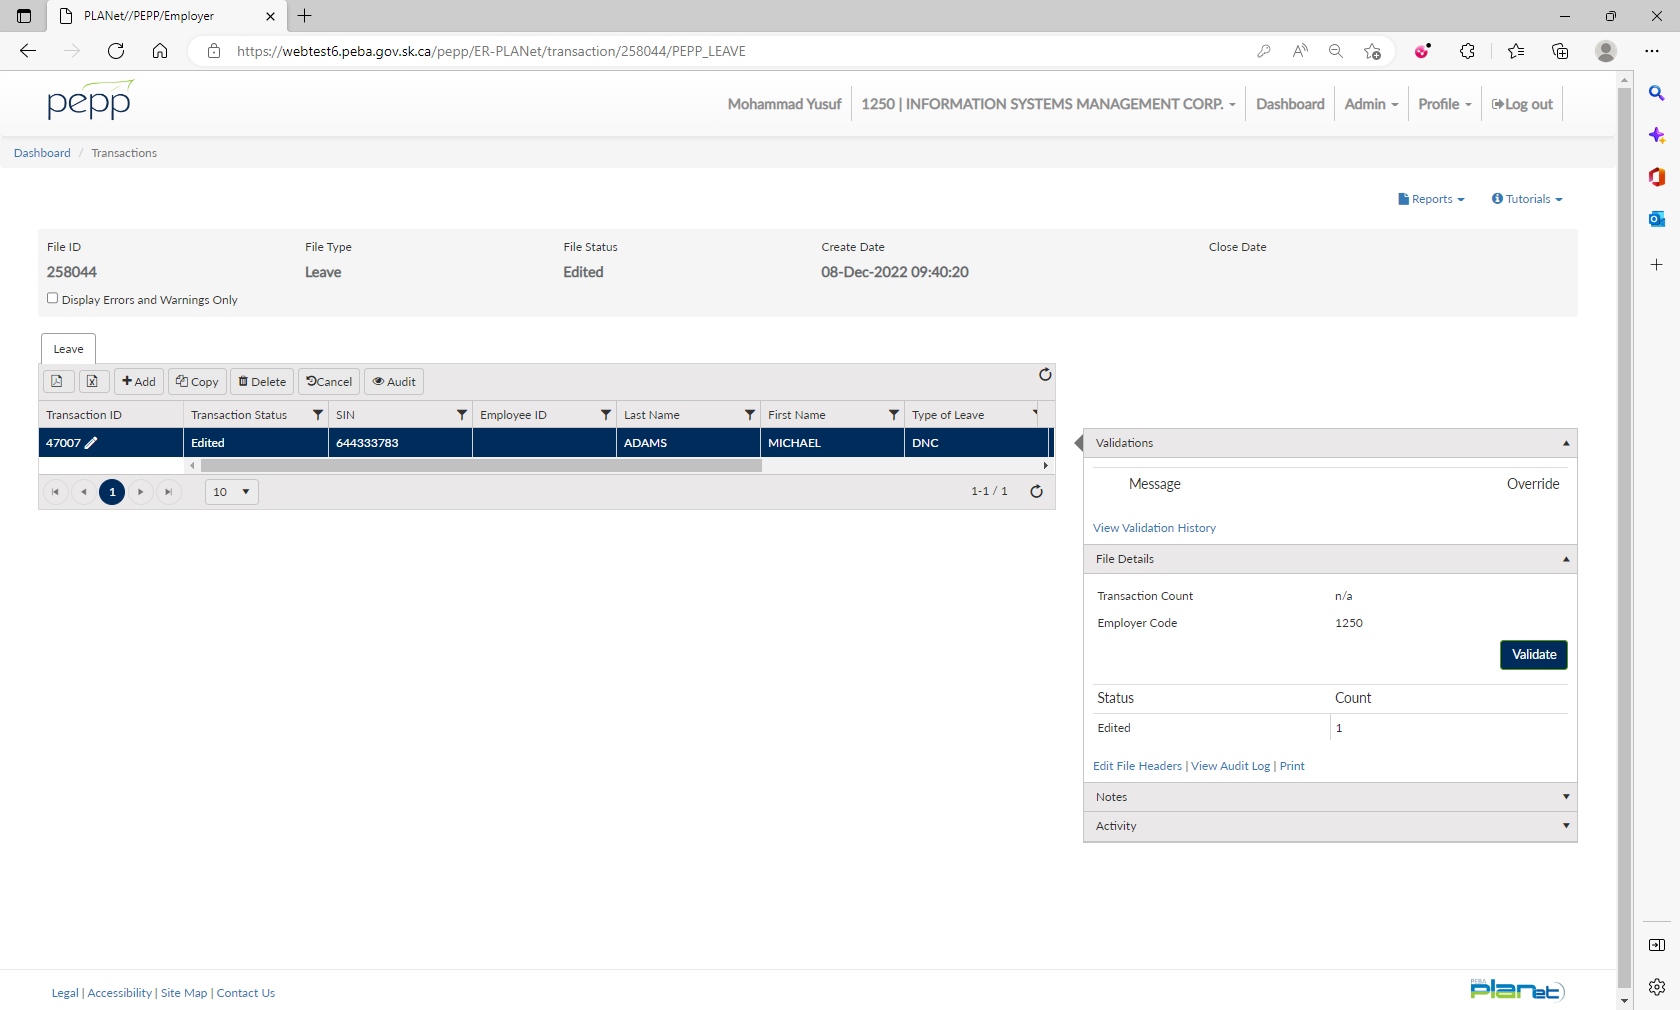 PLANet//PEPP/Employer
https://webtest6.peba.gov.sk.ca/pepp/ER-PLANet/transaction/258044/PEPP_LEAVE
pepp
Mohammad Yusuf
1250 | INFORMATION SYSTEMS MANAGEMENT CORP.
Dashboard
Admin
Profile
Log out
Dashboard / Transactions
Reports
Tutorials
File ID
File Type
File Status
Create Date
Close Date
258044
Leave
Edited
08-Dec-2022 09:40:20
Display Errors and Warnings Only
Leave
Add
Copy
Delete
Cancel
Audit
Transaction ID
Transaction Status
SIN
Employee ID
Last Name
First Name
Type of Leave
47007
Edited
644333783
ADAMS
MICHAEL
DNC
1
10
1-1 / 1
Validations
Message
Override
View Validation History
File Details
Transaction Count
n/a
Employer Code
1250
Validate
Status
Count
Edited
1
Edit File Headers | View Audit Log | Print
Notes
Activity
Legal | Accessibility | Site Map | Contact Us
PEBA
planet